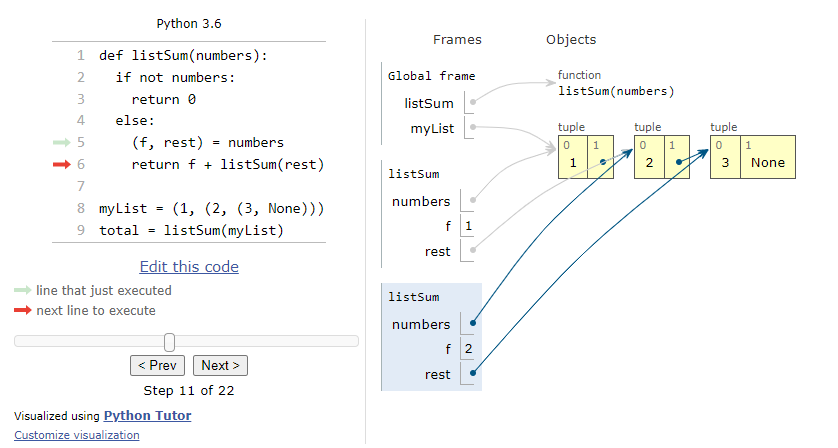 Python 3.6
1 def listSum(numbers):
2   if not numbers:
3     return 0
4   else:
5     (f, rest) = numbers
6     return f + listSum(rest)
7
8 myList = (1, (2, (3, None)))
9 total = listSum(myList)
Edit this code
line that just executed
next line to execute
< Prev Next >
Step 11 of 22
Visualized using Python Tutor
Customize visualization
Frames Objects
Global frame
listSum
myList
function
listSum(numbers)
tuple tuple tuple
0 1 0 1 0 1
1 2 3 None
listSum
numbers
f 1
rest
listSum
numbers
f 2
rest